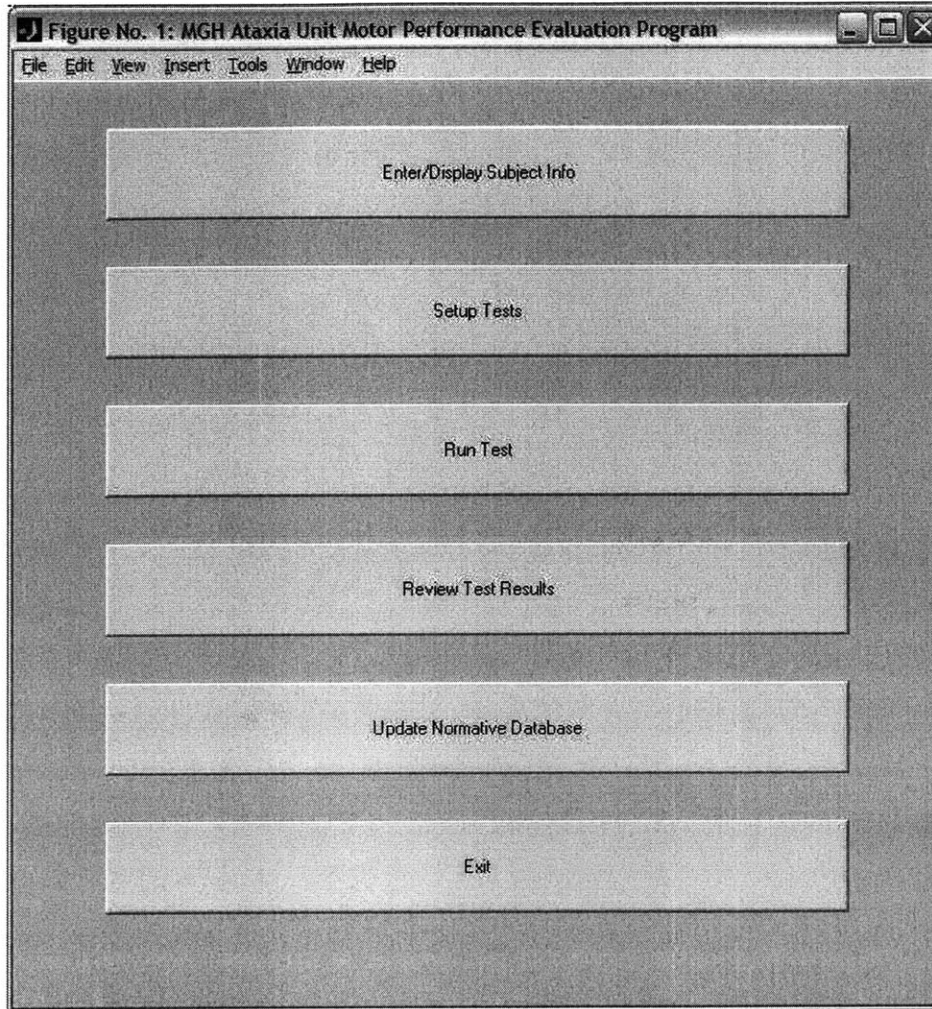 Figure No. 1: MGH Ataxia Unit Motor Performance Evaluation Program
File Edit View Insert Tools Window Help
Enter/Display Subject Info
Setup Tests
Run Test
Review Test Results
Update Normative Database
Exit